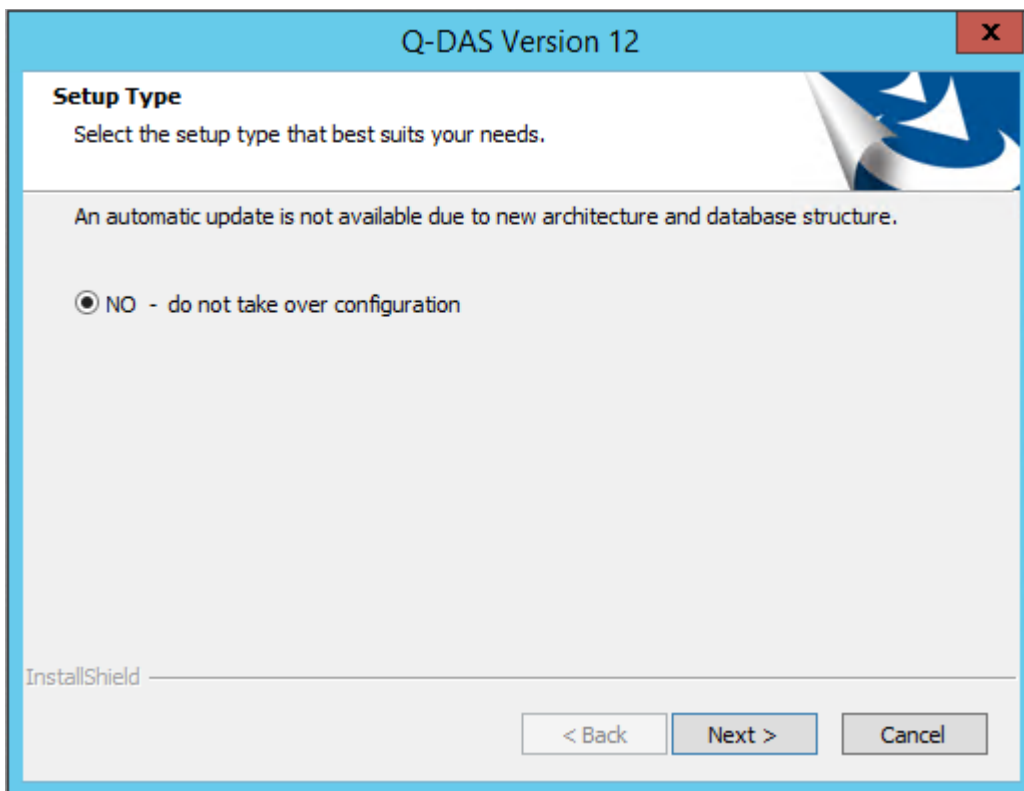 Q-DAS Version 12
x
Setup Type
Select the setup type that best suits your needs.
An automatic update is not available due to new architecture and database structure.
NO - do not take over configuration
InstallShield
< Back Next > Cancel